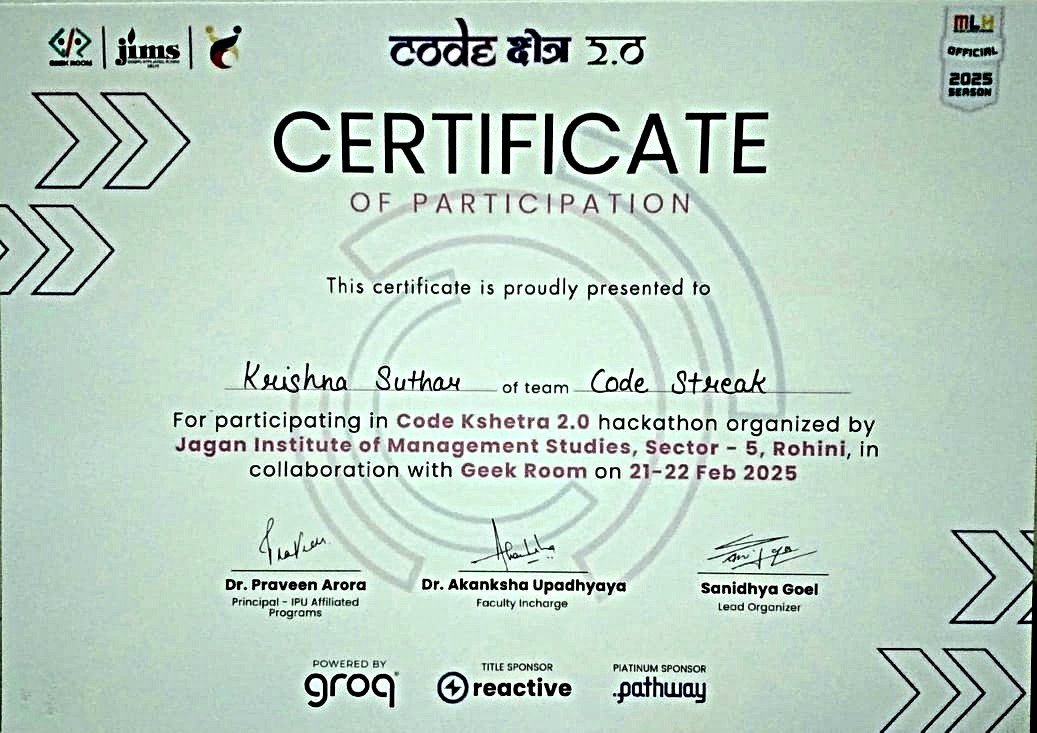 GEEK ROOM
jims
code क्षेत्र 2.0
MLH
OFFICIAL
2025
SEASON
CERTIFICATE
OF PARTICIPATION
This certificate is proudly presented to
Krishna Suthar of team Code Streak
For participating in Code Kshetra 2.0 hackathon organized by
Jagan Institute of Management Studies, Sector - 5, Rohini, in
collaboration with Geek Room on 21-22 Feb 2025
Praveen
Dr. Praveen Arora
Principal - IPU Affiliated
Programs
Dr. Akanksha Upadhyaya
Faculty Incharge
Sanidhya Goel
Lead Organizer
POWERED BY
groq
TITLE SPONSOR
reactive
PLATINUM SPONSOR
.pathway